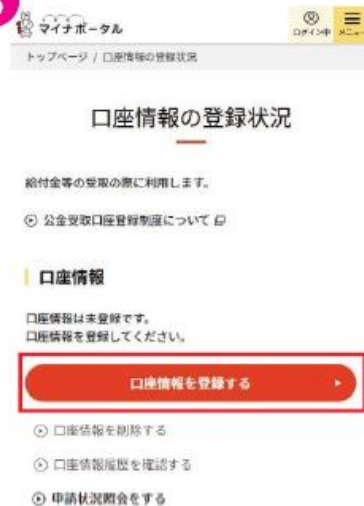 マイナポータル
ログイン中
メニュー
トップページ / 口座情報の登録状況
口座情報の登録状況
給付金等の受取の際に利用します。
公金受取口座登録制度について
口座情報
口座情報は未登録です。
口座情報を登録してください。
口座情報を登録する
口座情報を削除する
口座情報履歴を確認する
申請状況照会をする